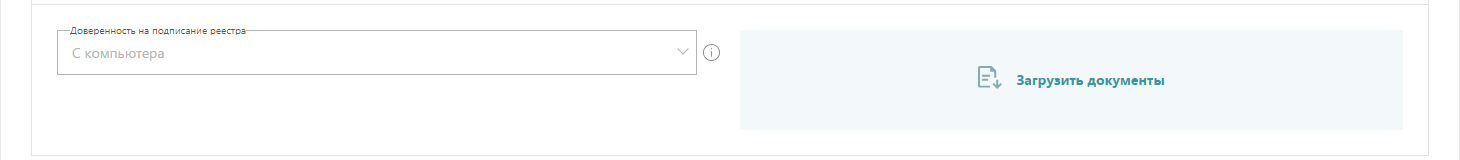 Доверенность на подписание реестра
С компьютера
Загрузить документы